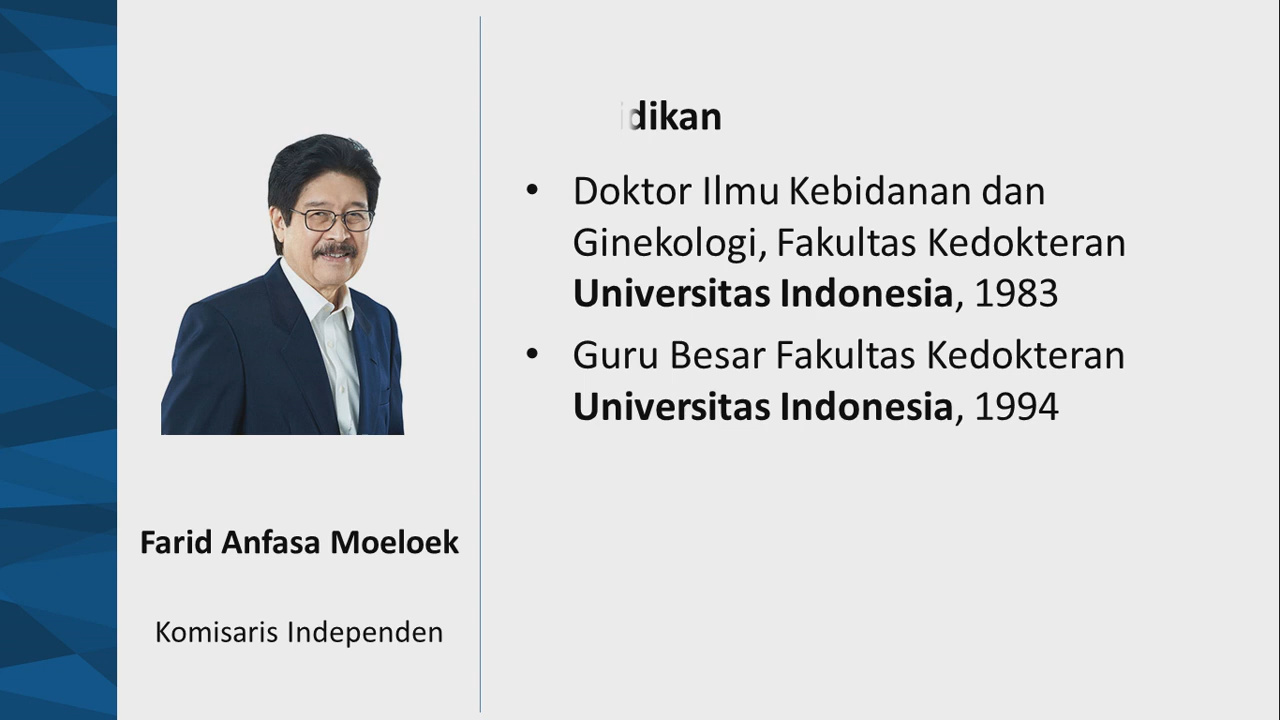 dikan
• Doktor Ilmu Kebidanan dan
Ginekologi, Fakultas Kedokteran
Universitas Indonesia, 1983
• Guru Besar Fakultas Kedokteran
Universitas Indonesia, 1994
Farid Anfasa Moeloek
Komisaris Independen